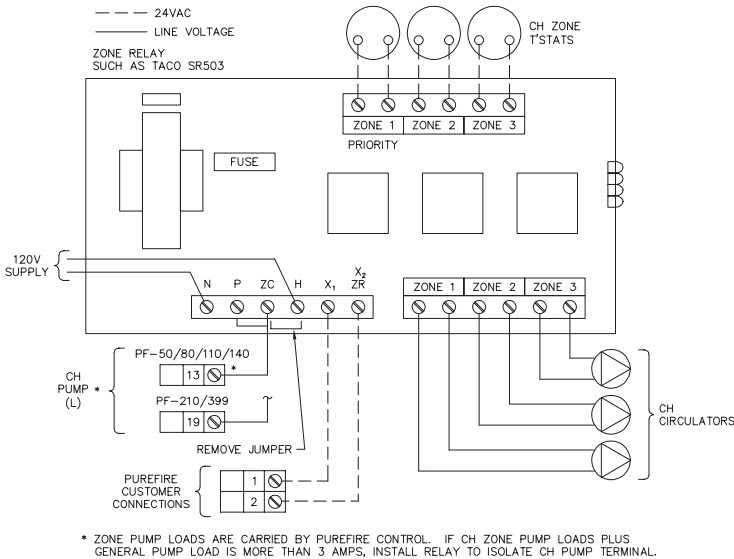 24VAC
LINE VOLTAGE
ZONE RELAY
SUCH AS TACO SR503
CH ZONE
T'STATS
ZONE 1 ZONE 2 ZONE 3
PRIORITY
FUSE
120V
SUPPLY
N P ZC H X₁ X₂
ZR
ZONE 1 ZONE 2 ZONE 3
CH
PUMP *
(L)
PF-50/80/110/140
13 *
PF-210/399
19
REMOVE JUMPER
CH
CIRCULATORS
PUREFIRE
CUSTOMER
CONNECTIONS
1
2
* ZONE PUMP LOADS ARE CARRIED BY PUREFIRE CONTROL. IF CH ZONE PUMP LOADS PLUS
GENERAL PUMP LOAD IS MORE THAN 3 AMPS, INSTALL RELAY TO ISOLATE CH PUMP TERMINAL.